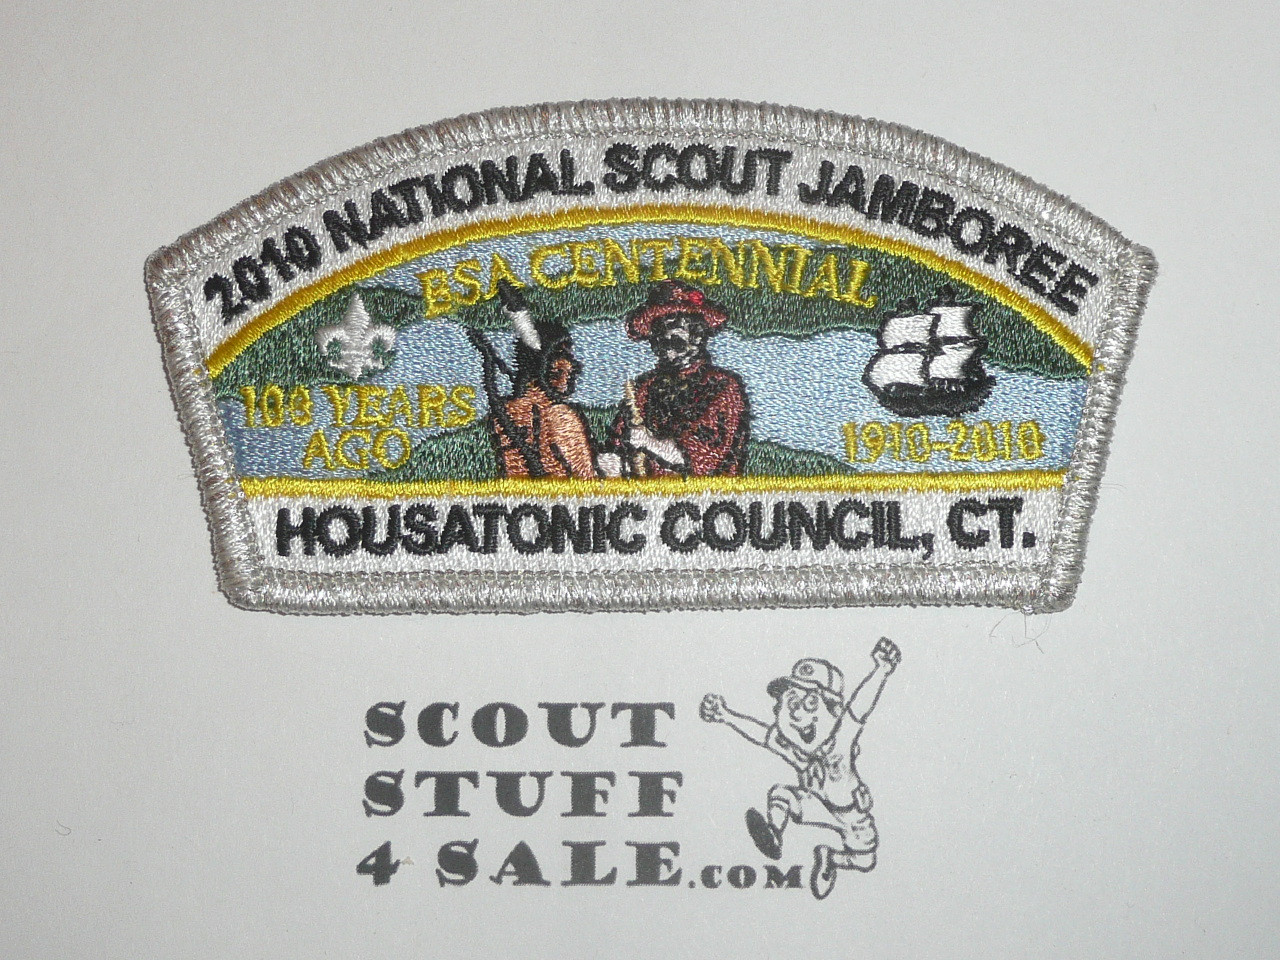 2010 NATIONAL SCOUT JAMBOREE
BSA CENTENNIAL
100 YEARS
AGO
1910-2010
HOUSATONIC COUNCIL, CT.
SCOUT
STUFF
4 SALE.COM